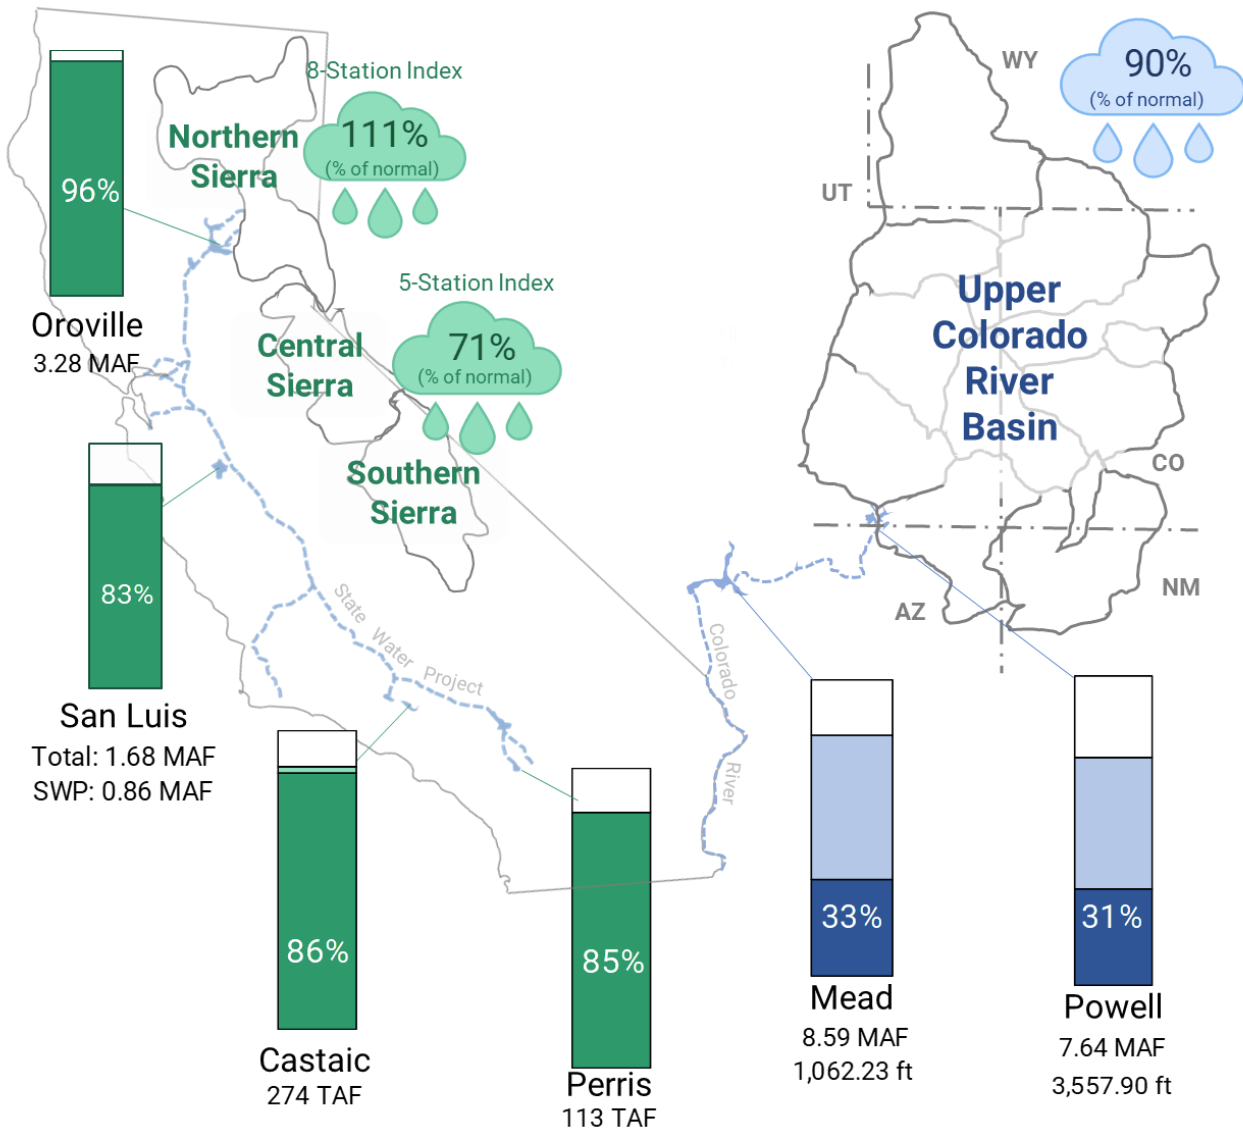 8-Station Index
111%
(% of normal)
Northern
Sierra
96%
Oroville
3.28 MAF
5-Station Index
71%
(% of normal)
Central
Sierra
Southern
Sierra
83%
San Luis
Total: 1.68 MAF
SWP: 0.86 MAF
State Water Project
86%
Castaic
274 TAF
85%
Perris
113 TAF
Colorado River
90%
(% of normal)
WY
UT
Upper
Colorado
River
Basin
CO
NM
AZ
33%
Mead
8.59 MAF
1,062.23 ft
31%
Powell
7.64 MAF
3,557.90 ft